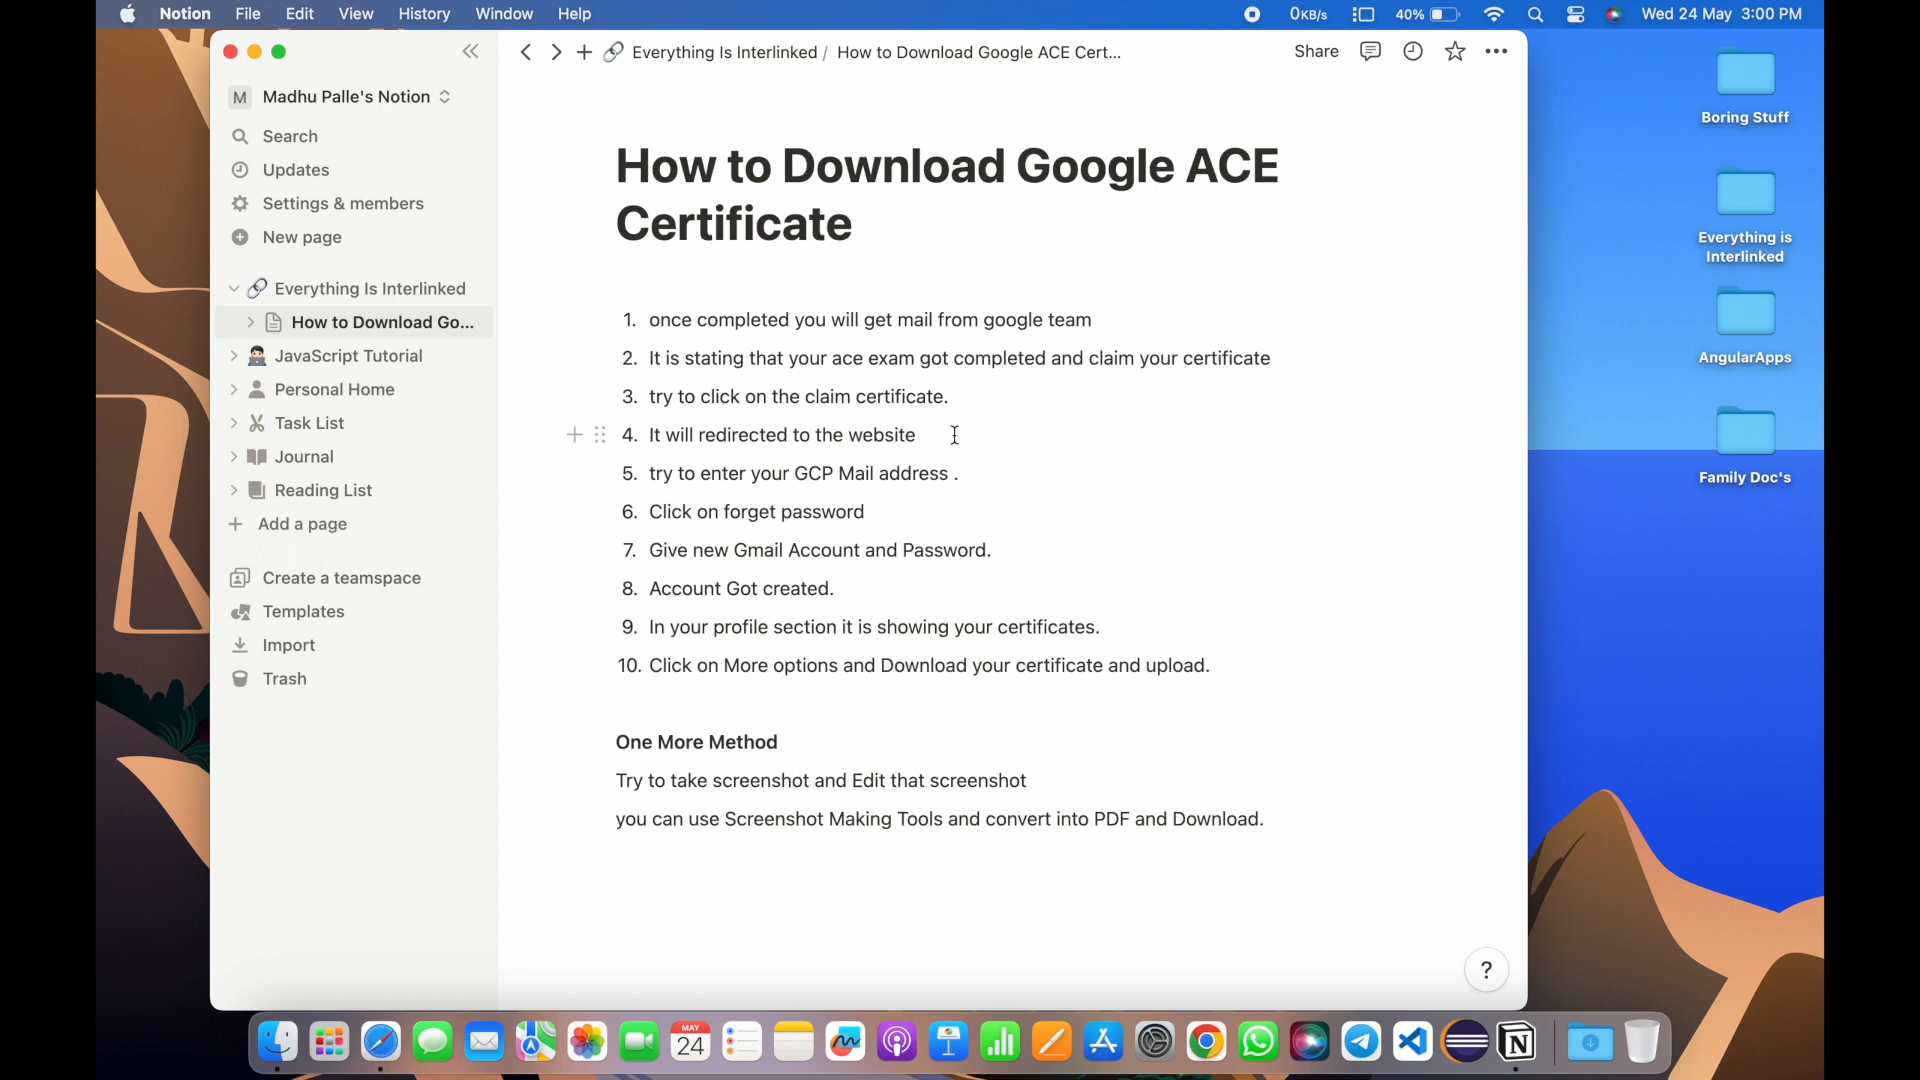 Notion File Edit View History Window Help 0KB/s 40% Wed 24 May 3:00 PM
Everything Is Interlinked / How to Download Google ACE Cert... Share
M Madhu Palle's Notion
Search
Updates
Settings & members
New page
Everything Is Interlinked
How to Download Go...
JavaScript Tutorial
Personal Home
Task List
Journal
Reading List
Add a page
Create a teamspace
Templates
Import
Trash
How to Download Google ACE
Certificate
1. once completed you will get mail from google team
2. It is stating that your ace exam got completed and claim your certificate
3. try to click on the claim certificate.
4. It will redirected to the website
5. try to enter your GCP Mail address .
6. Click on forget password
7. Give new Gmail Account and Password.
8. Account Got created.
9. In your profile section it is showing your certificates.
10. Click on More options and Download your certificate and upload.
One More Method
Try to take screenshot and Edit that screenshot
you can use Screenshot Making Tools and convert into PDF and Download.
?
Boring Stuff
Everything is
Interlinked
AngularApps
Family Doc's
MAY
24